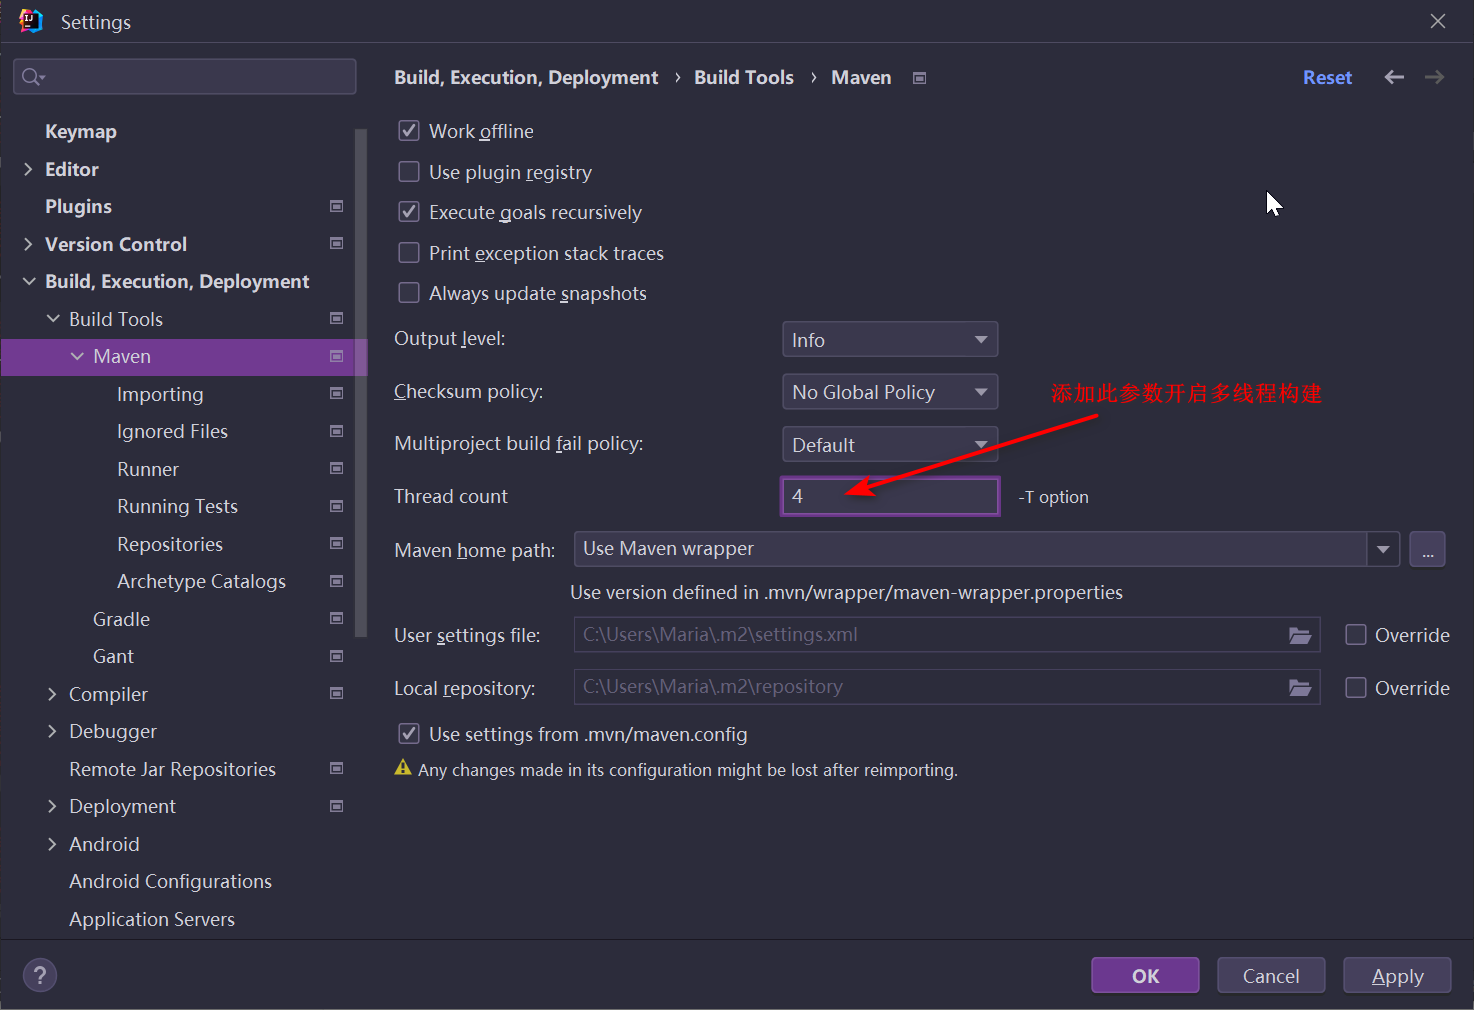 Settings
Build, Execution, Deployment › Build Tools › Maven
Reset
Keymap
Editor
Plugins
Version Control
Build, Execution, Deployment
Build Tools
Maven
Importing
Ignored Files
Runner
Running Tests
Repositories
Archetype Catalogs
Gradle
Gant
Compiler
Debugger
Remote Jar Repositories
Deployment
Android
Android Configurations
Application Servers
Work offline
Use plugin registry
Execute goals recursively
Print exception stack traces
Always update snapshots
Output level: Info
Checksum policy: No Global Policy
添加此参数开启多线程构建
Multiproject build fail policy: Default
Thread count 4 -T option
Maven home path: Use Maven wrapper ...
Use version defined in .mvn/wrapper/maven-wrapper.properties
User settings file: C:\Users\Maria\.m2\settings.xml Override
Local repository: C:\Users\Maria\.m2\repository Override
Use settings from .mvn/maven.config
Any changes made in its configuration might be lost after reimporting.
? OK Cancel Apply